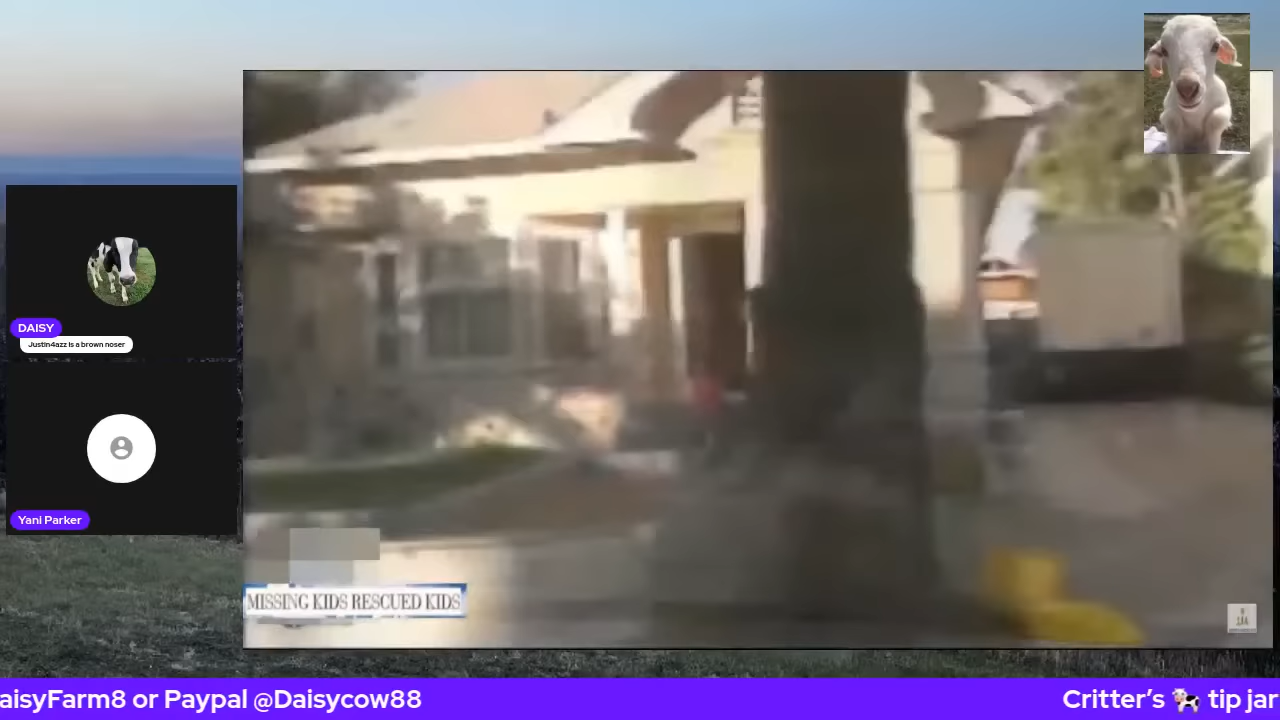 DAISY
Justin4azz is a brown noser
Yani Parker
MISSING KIDS RESCUED KIDS
aisyFarm8 or Paypal @Daisycow88
Critter's 🐄 tip jar